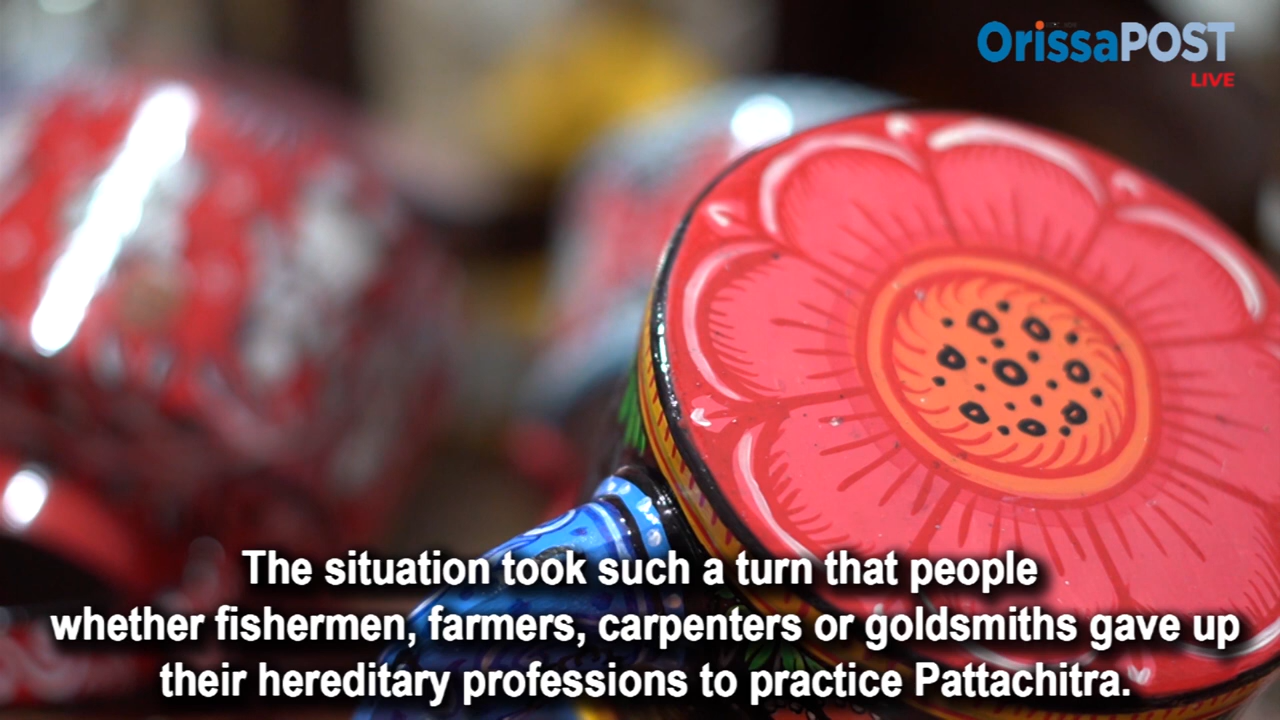 OrissaPOST
LIVE
The situation took such a turn that people
whether fishermen, farmers, carpenters or goldsmiths gave up
their hereditary professions to practice Pattachitra.